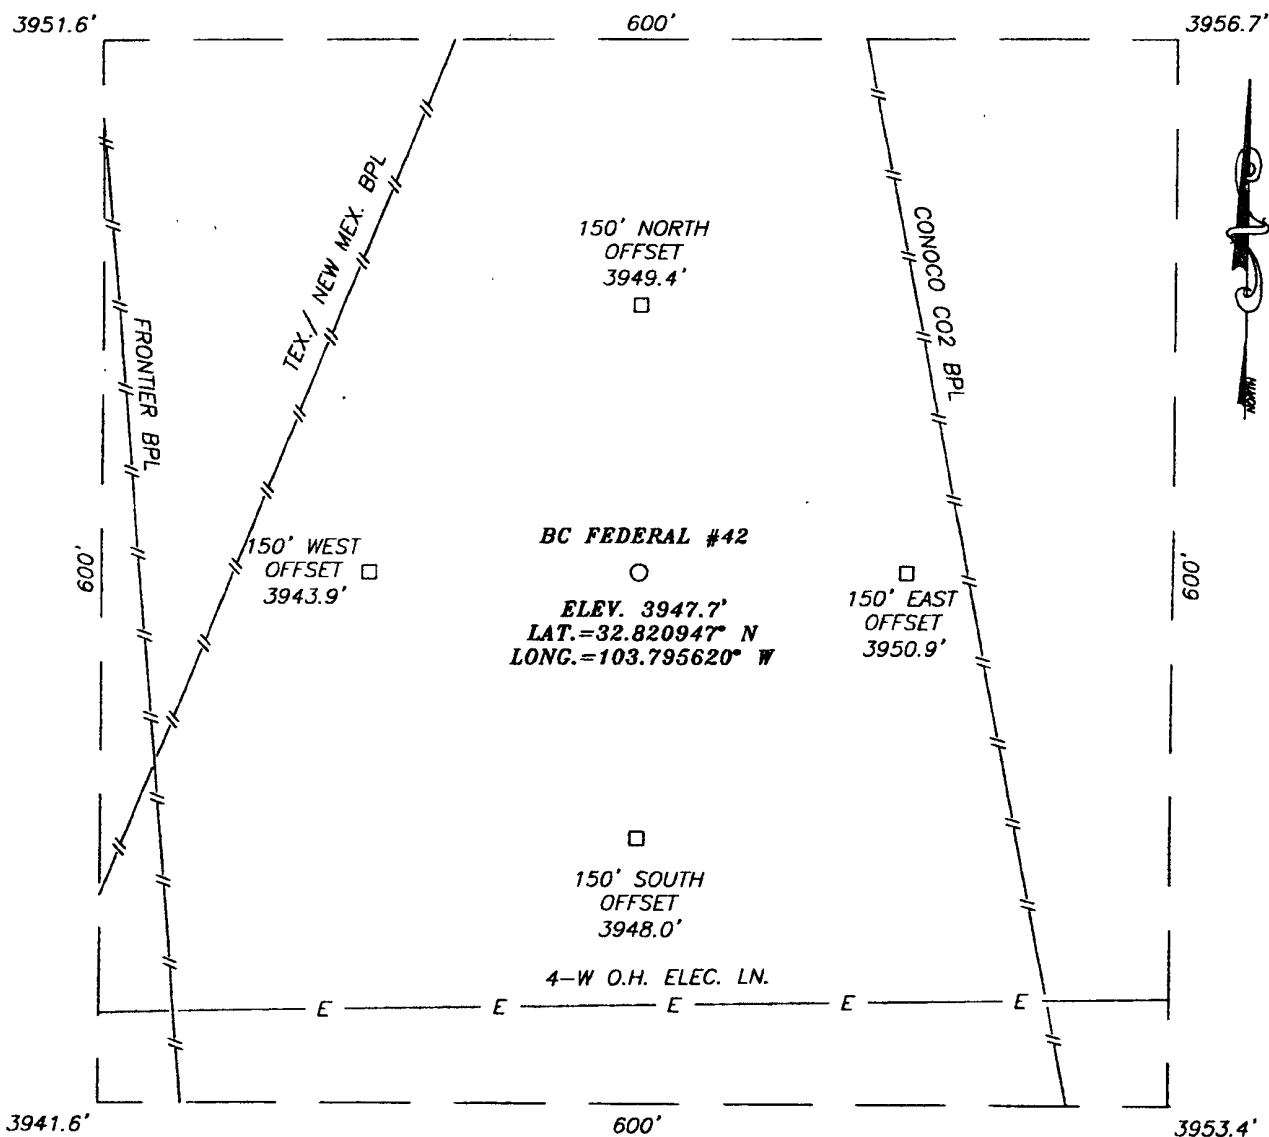 3951.6'
600'
3956.7'
TEX./ NEW MEX. BPL
150' NORTH
OFFSET
3949.4'
CONOCO CO2 BPL
FRONTIER BPL
600'
150' WEST
OFFSET
3943.9'
BC FEDERAL #42
ELEV. 3947.7'
LAT.=32.820947° N
LONG.=103.795620° W
150' EAST
OFFSET
3950.9'
600'
150' SOUTH
OFFSET
3948.0'
4-W O.H. ELEC. LN.
E E E E E
3941.6'
600'
3953.4'